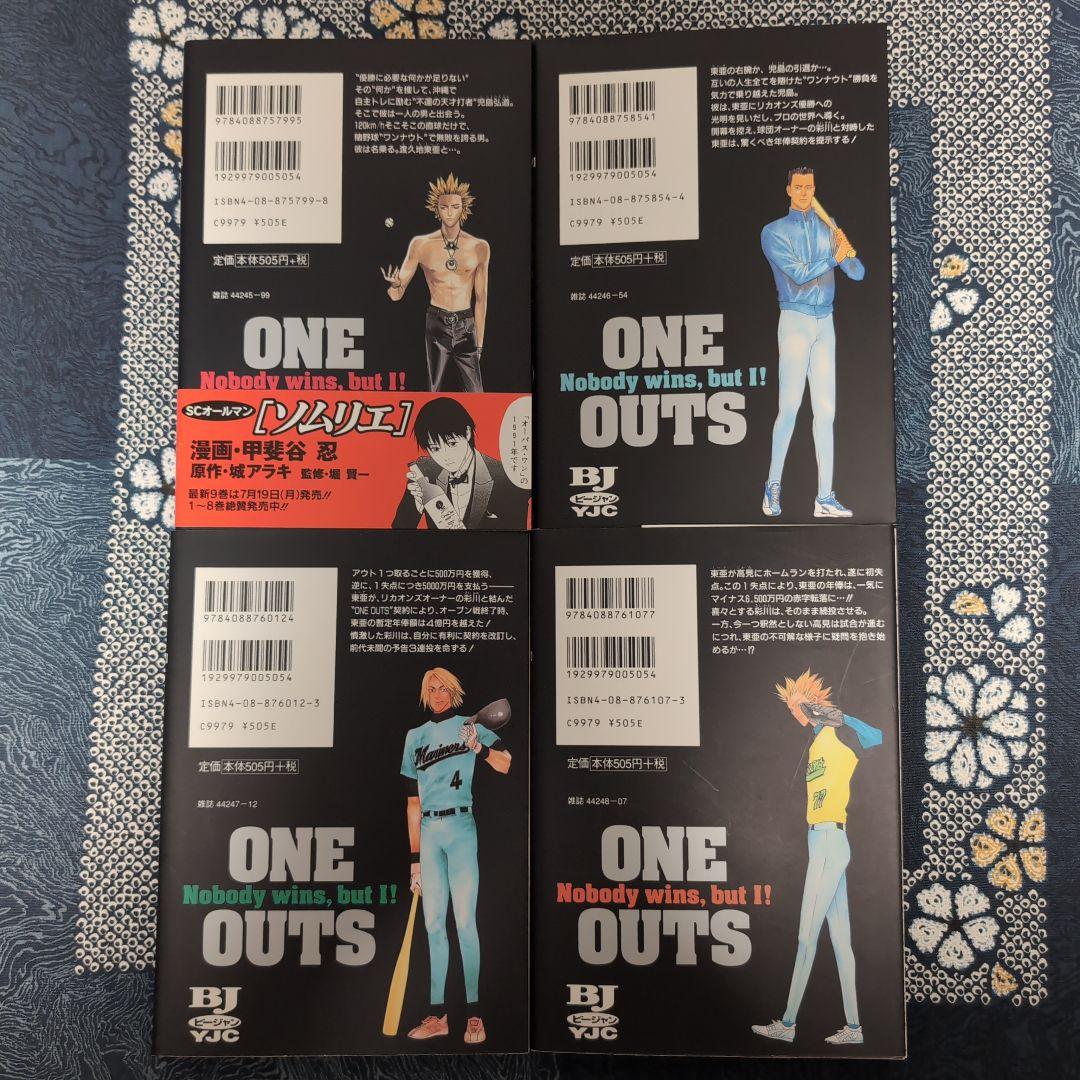 9784088757995
1929979005054
ISBN4-08-875799-8
C9979 ¥505E
定価 本体505円+税
雑誌 44245-99
"優勝に必要な何かが足りない"
その"何か"を捜して、沖縄で
自主トレに励む"不運の天才打者"児島弘道。
そこで彼は一人の男と出会う。
120km/hそこそこの直球だけで、
賭野球"ワンナウト"で無敗を誇る男。
彼は名乗る。渡久地東亜と…。
ONE
Nobody wins, but I!
SCオールマン
[ソムリエ]
漫画・甲斐谷 忍
原作・城アラキ 監修・堀 賢一
最新9巻は7月19日(月)発売!!
1〜8巻絶賛発売中!!
「オーパス・ワン」の
1991年です
9784088758541
1929979005054
ISBN4-08-875854-4
C9979 ¥505E
定価 本体505円+税
雑誌 44246-54
東亜の右腕か、児島の引退か…。
互いの人生全てを賭けた"ワンナウト"勝負を
気力で乗り越えた児島。
彼は、東亜にリカオンズ優勝への
光明を見いだし、プロの世界へ導く。
開幕を控え、球団オーナーの彩川と対峙した
東亜は、驚くべき年俸契約を提示する!
ONE
Nobody wins, but I!
OUTS
BJ
ビージャン
YJC
9784088760124
1929979005054
ISBN4-08-876012-3
C9979 ¥505E
定価 本体505円+税
雑誌 44247-12
アウト1つ取るごとに500万円を獲得、
逆に、1失点につき5000万円を支払う――
東亜が、リカオンズオーナーの彩川と結んだ
"ONE OUTS"契約により、オープン戦終了時、
東亜の暫定年俸額は4億円を越えた!
憤激した彩川は、自分に有利に契約を改訂し、
前代未聞の予告3連投を命ずる!
Mariners
4
ONE
Nobody wins, but I!
OUTS
BJ
ビージャン
YJC
9784088761077
1929979005054
ISBN4-08-876107-3
C9979 ¥505E
定価 本体505円+税
雑誌 44248-07
東亜が高見にホームランを打たれ、遂に初失
点。この1失点により、東亜の年俸は、一気に
マイナス6,500万円の赤字転落に…!!
喜々とする彩川は、そのまま続投させる。
一方、今一つ釈然としない高見は試合が進む
につれ、東亜の不可解な様子に疑問を抱き始
めるが…!?
77
ONE
Nobody wins, but I!
OUTS
BJ
ビージャン
YJC